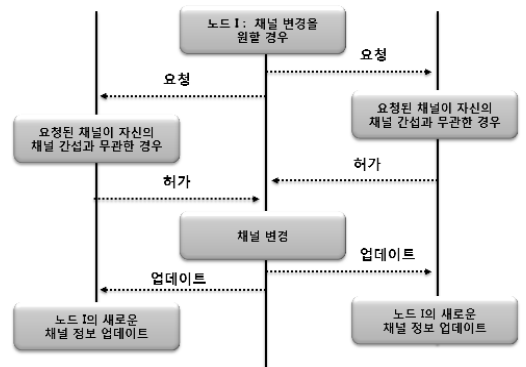 노드 I : 채널 변경을
원할 경우
요청
요청
요청된 채널이 자신의
채널 간섭과 무관한 경우
요청된 채널이 자신의
채널 간섭과 무관한 경우
허가
허가
채널 변경
업데이트
업데이트
노드 I의 새로운
채널 정보 업데이트
노드 I의 새로운
채널 정보 업데이트